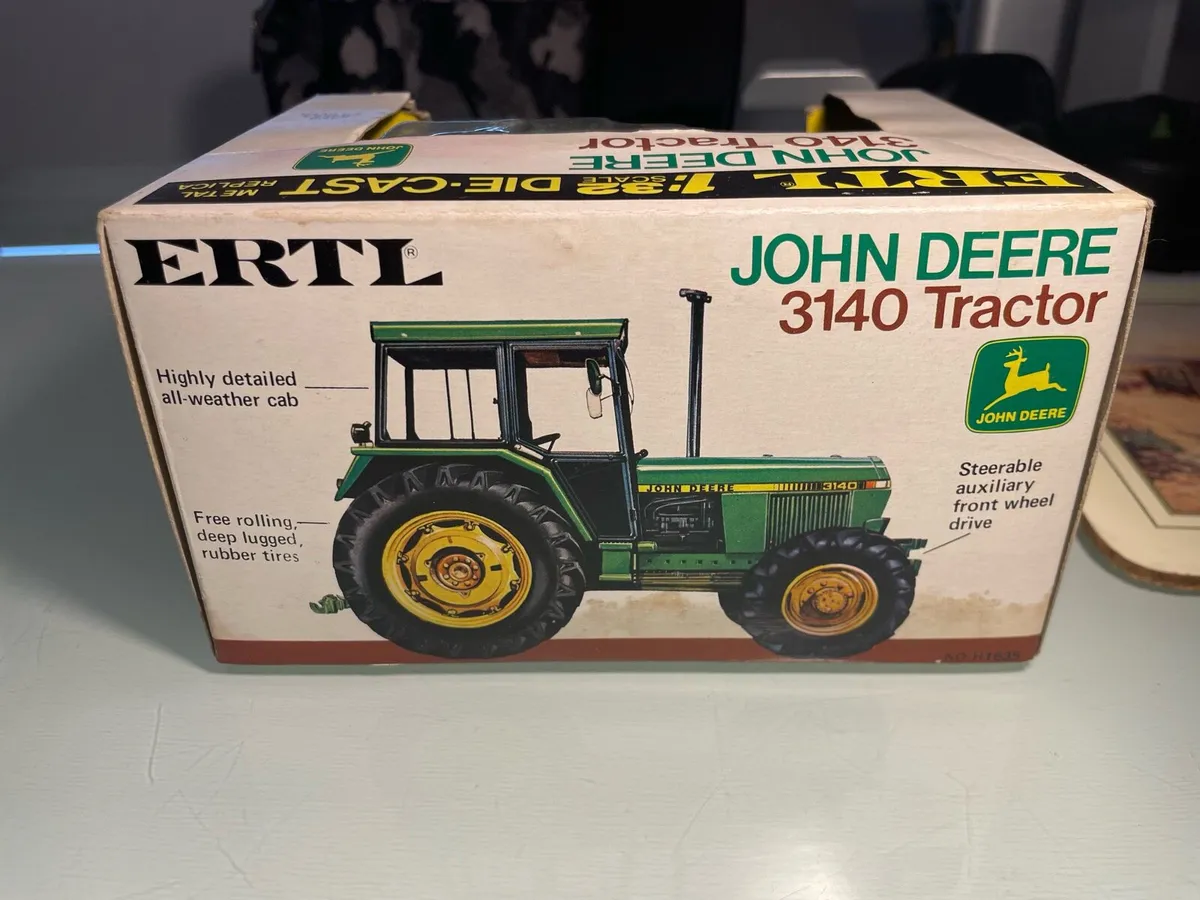 JOHN DEERE
3140 Tractor
JOHN DEERE
ERTL® 1:32 SCALE DIE-CAST METAL REPLICA
ERTL®
JOHN DEERE
3140 Tractor
JOHN DEERE
Highly detailed
all-weather cab
Steerable
auxiliary
front wheel
drive
Free rolling,
deep lugged,
rubber tires
JOHN DEERE
3140